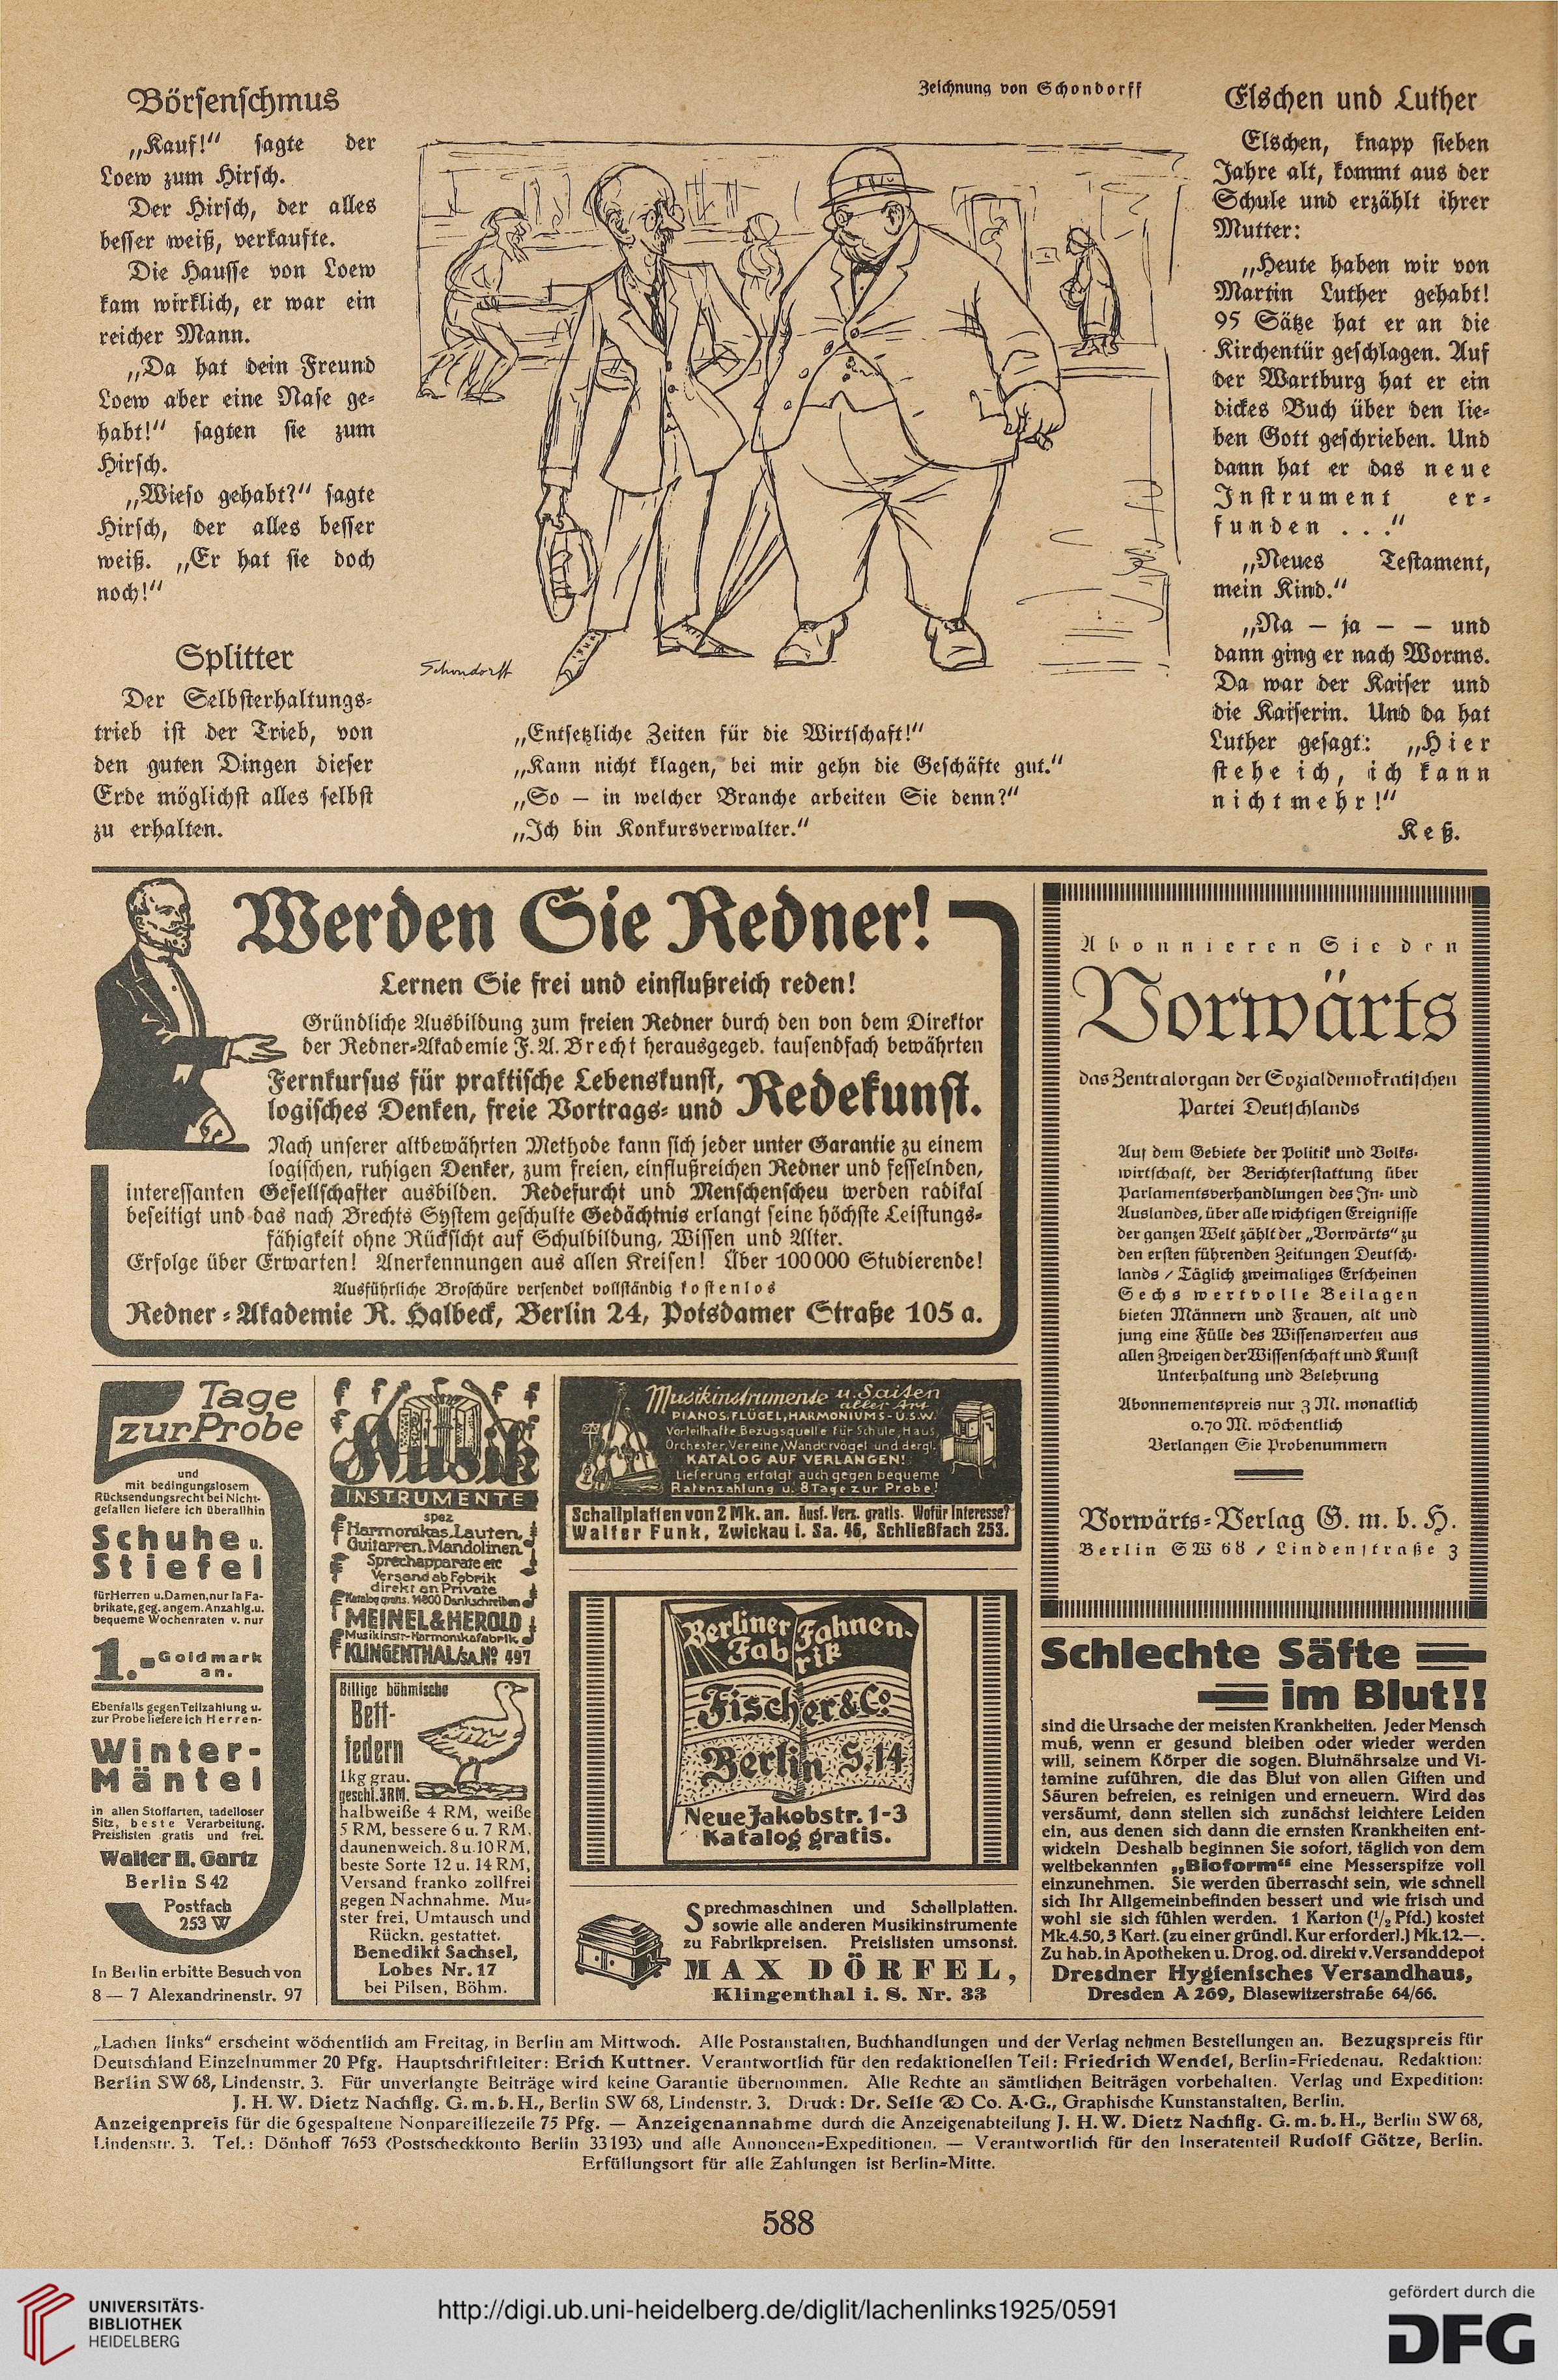 Börsenschmus
„Kauf!“ sagte der
Loew zum Hirsch.
Der Hirsch, der alles
besser weiß, verkaufte.
Die Hausse von Loew
kam wirklich, er war ein
reicher Mann.
„Da hat dein Freund
Loew aber eine Nase ge-
habt!“ sagten sie zum
Hirsch.
„Wieso gehabt?“ sagte
Hirsch, der alles besser
weiß. „Er hat sie doch
noch!“
Splitter
Der Selbsterhaltungs-
trieb ist der Trieb, von
den guten Dingen dieser
Erde möglichst alles selbst
zu erhalten.
Zeichnung von Schondorff
Schondorff
„Entsetzliche Zeiten für die Wirtschaft!“
„Kann nicht klagen, bei mir gehn die Geschäfte gut.“
„So — in welcher Branche arbeiten Sie denn?“
„Ich bin Konkursverwalter.“
Elschen und Luther
Elschen, knapp sieben
Jahre alt, kommt aus der
Schule und erzählt ihrer
Mutter:
„Heute haben wir von
Martin Luther gehabt!
95 Sätze hat er an die
Kirchentür geschlagen. Auf
der Wartburg hat er ein
dickes Buch über den lie-
ben Gott geschrieben. Und
dann hat er das neue
Instrument er-
funden . . .“
„Neues Testament,
mein Kind.“
„Na — ja — — und
dann ging er nach Worms.
Da war der Kaiser und
die Kaiserin. Und da hat
Luther gesagt: „Hier
stehe ich, ich kann
nicht mehr!“
Keß.
Werden Sie Redner!
Lernen Sie frei und einflußreich reden!
Gründliche Ausbildung zum freien Redner durch den von dem Direktor
der Redner-Akademie F. A. Brecht herausgegeb. tausendfach bewährten
Fernkursus für praktische Lebenskunst,
logisches Denken, freie Vortrags- und Redekunst.
Nach unserer altbewährten Methode kann sich jeder unter Garantie zu einem
logischen, ruhigen Denker, zum freien, einflußreichen Redner und fesselnden,
interessanten Gesellschafter ausbilden. Redefurcht und Menschenscheu werden radikal
beseitigt und das nach Brechts System geschulte Gedächtnis erlangt seine höchste Leistungs-
fähigkeit ohne Rücksicht auf Schulbildung, Wissen und Alter.
Erfolge über Erwarten! Anerkennungen aus allen Kreisen! Über 100 000 Studierende!
Ausführliche Broschüre versendet vollständig kostenlos
Redner-Akademie R. Halbeck, Berlin 24, Potsdamer Straße 105 a.
Abonnieren Sie den
Vorwärts
das Zentralorgan der Sozialdemokratischen
Partei Deutschlands
Auf dem Gebiete der Politik und Volks-
wirtschaft, der Berichterstattung über
Parlamentsverhandlungen des In- und
Auslandes, über alle wichtigen Ereignisse
der ganzen Welt zählt der „Vorwärts“ zu
den ersten führenden Zeitungen Deutsch-
lands / Täglich zweimaliges Erscheinen
Sechs wertvolle Beilagen
bieten Männern und Frauen, alt und
jung eine Fülle des Wissenswerten aus
allen Zweigen der Wissenschaft und Kunst
Unterhaltung und Belehrung
Abonnementspreis nur 3 M. monatlich
0.70 M. wöchentlich
Verlangen Sie Probenummern
Vorwärts-Verlag G. m. b. H.
Berlin SW 68 / Lindenstraße 3
5 Tage
zur Probe
und
mit bedingungslosem
Rücksendungsrecht bei Nicht-
gefallen liefere ich überallhin
Schuhe u.
Stiefel
für Herren u. Damen, nur Ia Fa-
brikate, geg. angem. Anzahlg. u.
bequeme Wochenraten v. nur
1.- Goldmark
an.
Ebenfalls gegen Teilzahlung u.
zur Probe liefere ich Herren-
Winter-
Mäntel
in allen Stoffarten, tadelloser
Sitz, beste Verarbeitung.
Preislisten gratis und frei.
Walter H. Gartz
Berlin S 42
Postfach
253 W
In Berlin erbitte Besuch von
8 — 7 Alexandrinenstr. 97
Musik
INSTRUMENTE
spez
Harmonikas, Lauten,
Guitarren, Mandolinen
Sprechapparate etc
Versand ab Fabrik
direkt an Private
Katalog gratis. 14800 Dankschreiben
MEINEL & HEROLD
Musikinstr-Harmonikafabrik
KLINGENTHAL/SA. Nº 497
Billige böhmische
Bett-
federn
1 kg grau.
geschl. 3 RM.
halbweiße 4 RM, weiße
5 RM, bessere 6 u. 7 RM,
daunenweich. 8 u. 10 RM,
beste Sorte 12 u. 14 RM,
Versand franko zollfrei
gegen Nachnahme. Mu-
ster frei, Umtausch und
Rückn. gestattet.
Benedikt Sachsel,
Lobes Nr. 17
bei Pilsen, Böhm.
Musikinstrumente u. Saiten
aller Art
PIANOS, FLÜGEL, HARMONIUMS - U.S.W.
Vorteilhafte Bezugsquelle für Schule, Haus,
Orchester, Vereine, Wandervögel und dergl.
KATALOG AUF VERLANGEN!
Lieferung erfolgt auch gegen bequeme
Ratenzahlung u. 8 Tage zur Probe!
Schallplatten von 2 Mk. an. Ausf. Verz. gratis. Wofür Interesse?
Walter Funk, Zwickau i. Sa. 46, Schließfach 253.
Berliner Fahnen-
Fabrik
Fischer & Co.
Berlin S. 14
Neue Jakobstr. 1-3
Katalog gratis.
Sprechmaschinen und Schallplatten.
sowie alle anderen Musikinstrumente
zu Fabrikpreisen. Preislisten umsonst.
MAX DÖRFEL,
Klingenthal i. S. Nr. 33
Schlechte Säfte
im Blut!!
sind die Ursache der meisten Krankheiten. Jeder Mensch
muß, wenn er gesund bleiben oder wieder werden
will, seinem Körper die sogen. Blutnährsalze und Vi-
tamine zuführen, die das Blut von allen Giften und
Säuren befreien, es reinigen und erneuern. Wird das
versäumt, dann stellen sich zunächst leichtere Leiden
ein, aus denen sich dann die ernsten Krankheiten ent-
wickeln Deshalb beginnen Sie sofort, täglich von dem
weltbekannten „Bioform“ eine Messerspitze voll
einzunehmen. Sie werden überrascht sein, wie schnell
sich Ihr Allgemeinbefinden bessert und wie frisch und
wohl sie sich fühlen werden. 1 Karton (½ Pfd.) kostet
Mk. 4.50, 3 Kart. (zu einer gründl. Kur erforderl.) Mk. 12.—.
Zu hab. in Apotheken u. Drog. od. direkt v. Versanddepot
Dresdner Hygienisches Versandhaus,
Dresden A 269, Blasewitzerstraße 64/66.
„Lachen links“ erscheint wöchentlich am Freitag, in Berlin am Mittwoch. Alle Postanstalten, Buchhandlungen und der Verlag nehmen Bestellungen an. Bezugspreis für
Deutschland Einzelnummer 20 Pfg. Hauptschriftleiter: Erich Kuttner. Verantwortlich für den redaktionellen Teil: Friedrich Wendel, Berlin-Friedenau. Redaktion:
Berlin SW 68, Lindenstr. 3. Für unverlangte Beiträge wird keine Garantie übernommen. Alle Rechte an sämtlichen Beiträgen vorbehalten. Verlag und Expedition:
J. H. W. Dietz Nachflg. G. m. b. H., Berlin SW 68, Lindenstr. 3. Druck: Dr. Selle & Co. A-G., Graphische Kunstanstalten, Berlin.
Anzeigenpreis für die 6gespaltene Nonpareillezeile 75 Pfg. — Anzeigenannahme durch die Anzeigenabteilung J. H. W. Dietz Nachflg. G. m. b. H., Berlin SW 68,
Lindenstr. 3. Tel.: Dönhoff 7653 (Postscheckkonto Berlin 33 193) und alle Annoncen-Expeditionen. — Verantwortlich für den Inseratenteil Rudolf Götze, Berlin.
Erfüllungsort für alle Zahlungen ist Berlin-Mitte.
588
UNIVERSITÄTS-
BIBLIOTHEK
HEIDELBERG
http://digi.ub.uni-heidelberg.de/diglit/lachenlinks1925/0591
gefördert durch die
DFG